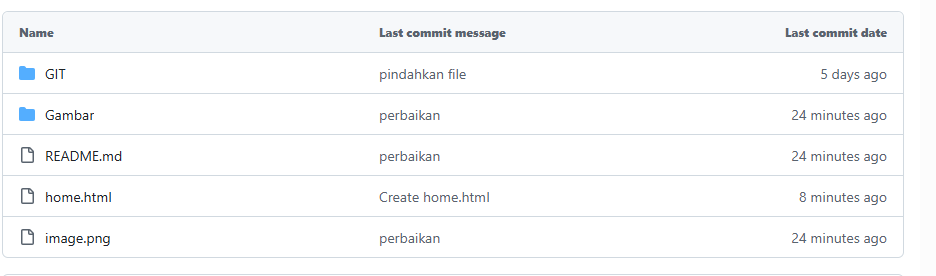 Name Last commit message Last commit date
GIT pindahkan file 5 days ago
Gambar perbaikan 24 minutes ago
README.md perbaikan 24 minutes ago
home.html Create home.html 8 minutes ago
image.png perbaikan 24 minutes ago